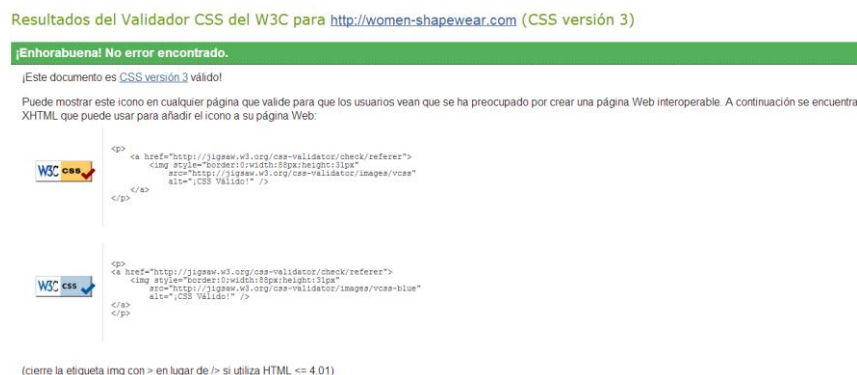 Resultados del Validador CSS del W3C para http://women-shapewear.com (CSS versión 3)
¡Enhorabuena! No error encontrado.
¡Este documento es CSS versión 3 válido!
Puede mostrar este icono en cualquier página que valide para que los usuarios vean que se ha preocupado por crear una página Web interoperable. A continuación se encuentra
XHTML que puede usar para añadir el icono a su página Web:
W3C css
<p>
<a href="http://jigsaw.w3.org/css-validator/check/referer">
<img style="border:0;width:88px;height:31px"
src="http://jigsaw.w3.org/css-validator/images/vcss"
alt="¡CSS Válido!" />
</a>
</p>
W3C css
<p>
<a href="http://jigsaw.w3.org/css-validator/check/referer">
<img style="border:0;width:88px;height:31px"
src="http://jigsaw.w3.org/css-validator/images/vcss-blue"
alt="¡CSS Válido!" />
</a>
</p>
(cierre la etiqueta img con > en lugar de /> si utiliza HTML <= 4.01)